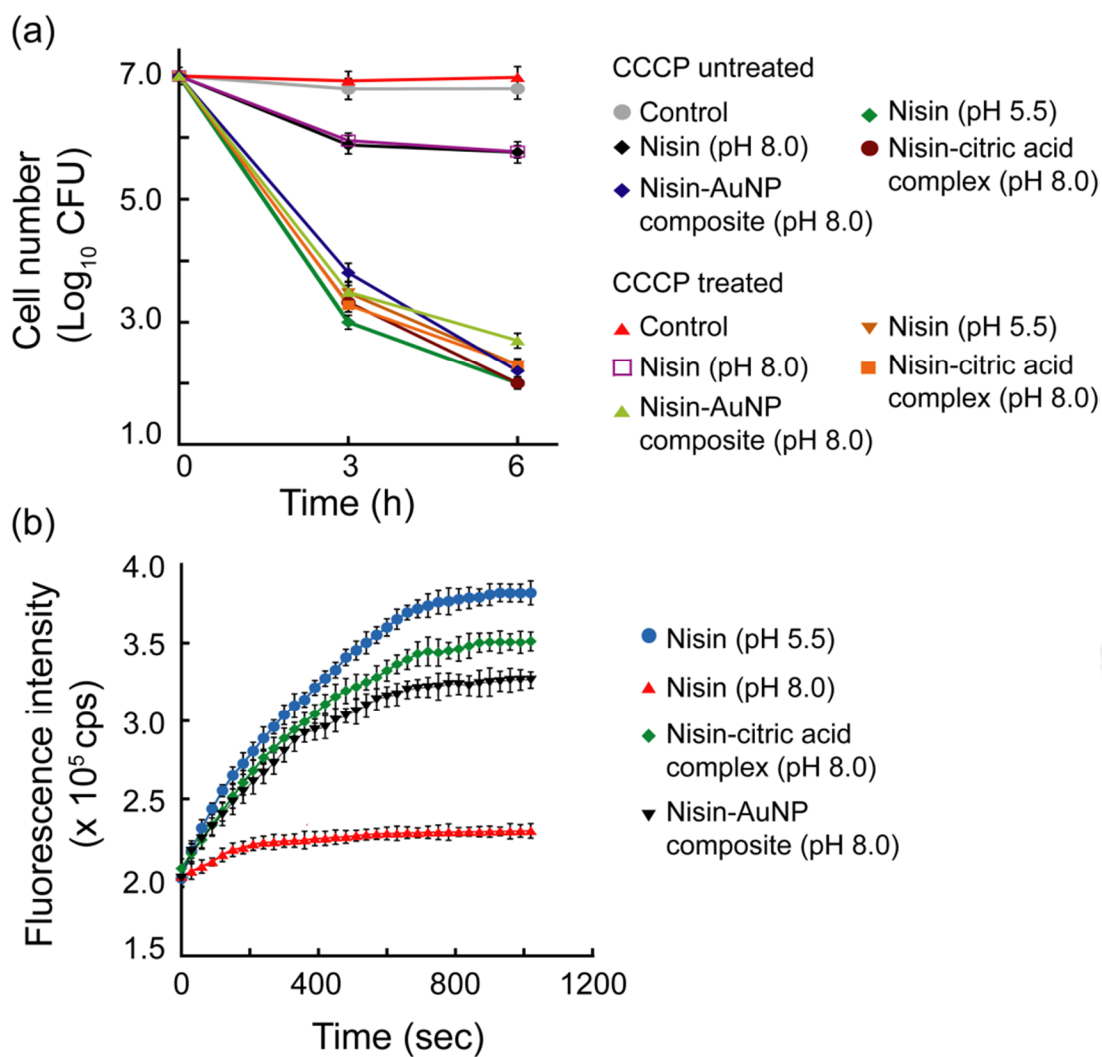 (a)
7.0
5.0
3.0
1.0
Cell number
(Log10 CFU)
0
3
6
Time (h)
CCCP untreated
Control
Nisin (pH 8.0)
Nisin-AuNP
composite (pH 8.0)
Nisin (pH 5.5)
Nisin-citric acid
complex (pH 8.0)
CCCP treated
Control
Nisin (pH 8.0)
Nisin-AuNP
composite (pH 8.0)
Nisin (pH 5.5)
Nisin-citric acid
complex (pH 8.0)
(b)
4.0
3.5
3.0
2.5
2.0
1.5
Fluorescence intensity
(x 10⁵ cps)
0
400
800
1200
Time (sec)
Nisin (pH 5.5)
Nisin (pH 8.0)
Nisin-citric acid
complex (pH 8.0)
Nisin-AuNP
composite (pH 8.0)